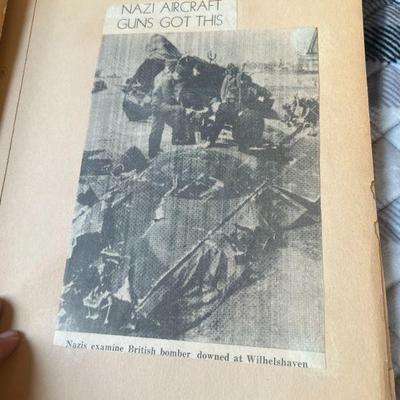 NAZI AIRCRAFT
GUNS GOT THIS
Nazis examine British bomber downed at Wilhelshaven